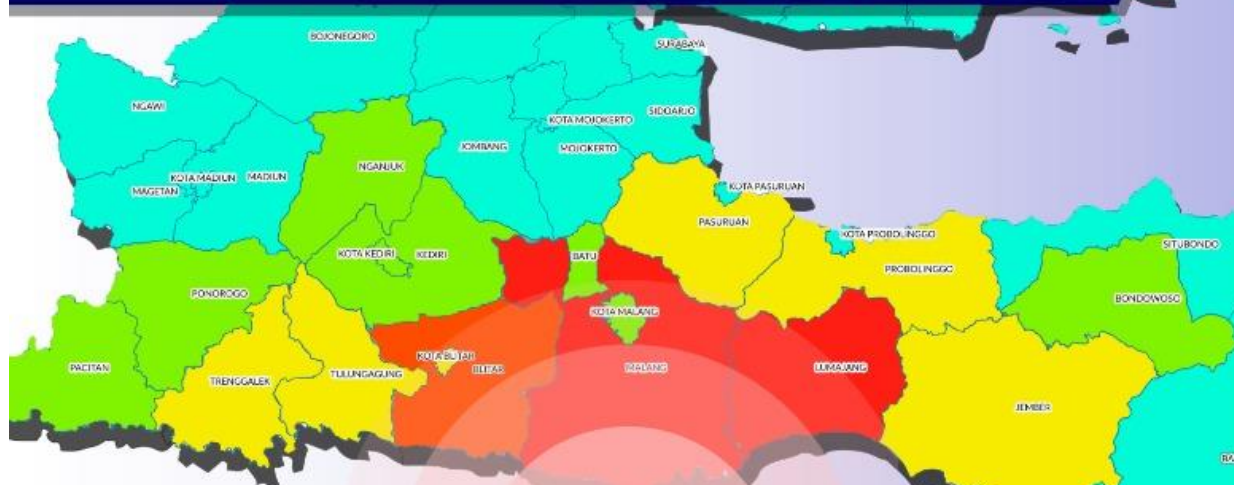 BOJONEGORO
SURABAYA
NGAWI
SIDOARJO
KOTA MOJOKERTO
JOMBANG
MOJOKERTO
NGANJUK
KOTA MADIUN
MADIUN
MAGETAN
KOTA PASURUAN
PASURUAN
KOTA PROBOLINGGO
SITUBONDO
KOTA KEDIRI
KEDIRI
BATU
PROBOLINGGO
PONOROGO
BONDOWOSO
KOTA MALANG
KOTA BLITAR
BLITAR
PACITAN
MALANG
LUMAJANG
TULUNGAGUNG
TRENGGALEK
JEMBER